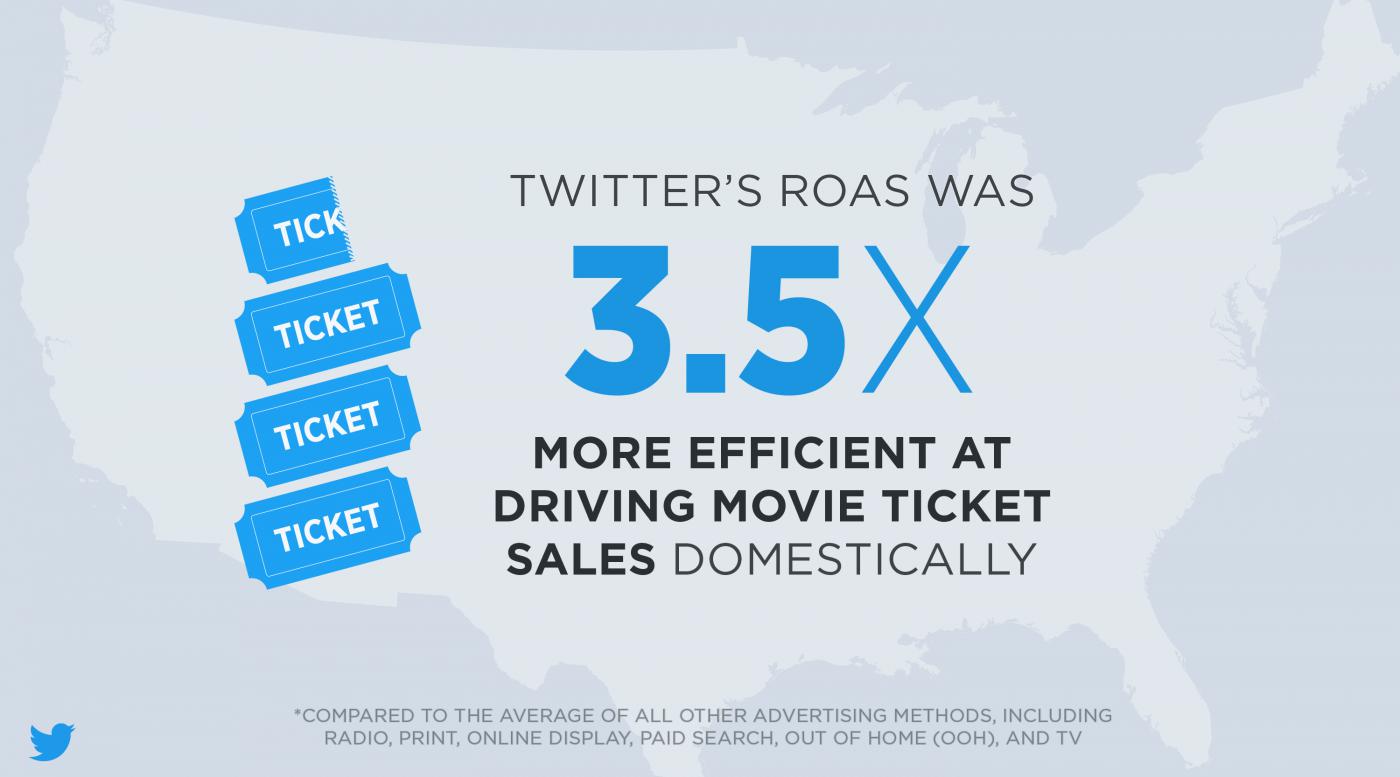 TICK
TICKET
TICKET
TICKET
TWITTER'S ROAS WAS
3.5X
MORE EFFICIENT AT
DRIVING MOVIE TICKET
SALES DOMESTICALLY
*COMPARED TO THE AVERAGE OF ALL OTHER ADVERTISING METHODS, INCLUDING
RADIO, PRINT, ONLINE DISPLAY, PAID SEARCH, OUT OF HOME (OOH), AND TV